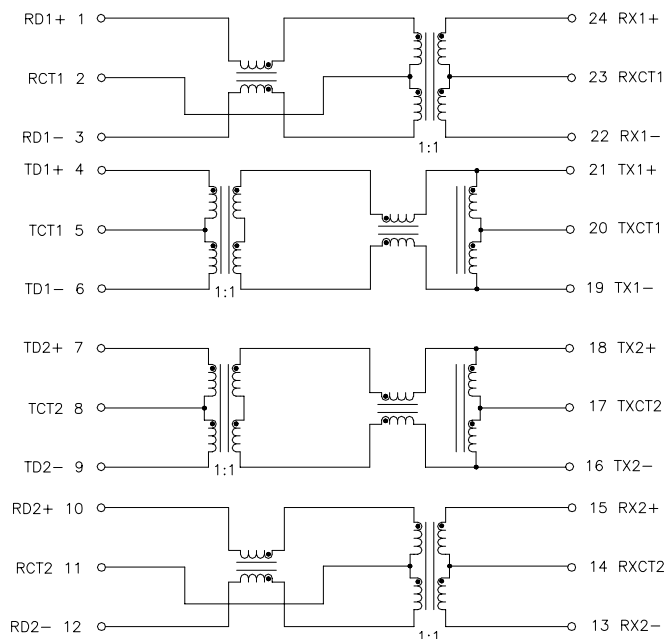 RD1+ 1
24 RX1+
RCT1 2
23 RXCT1
RD1- 3
22 RX1-
1:1
TD1+ 4
21 TX1+
TCT1 5
20 TXCT1
TD1- 6
19 TX1-
1:1
TD2+ 7
18 TX2+
TCT2 8
17 TXCT2
TD2- 9
16 TX2-
1:1
RD2+ 10
15 RX2+
RCT2 11
14 RXCT2
RD2- 12
13 RX2-
1:1